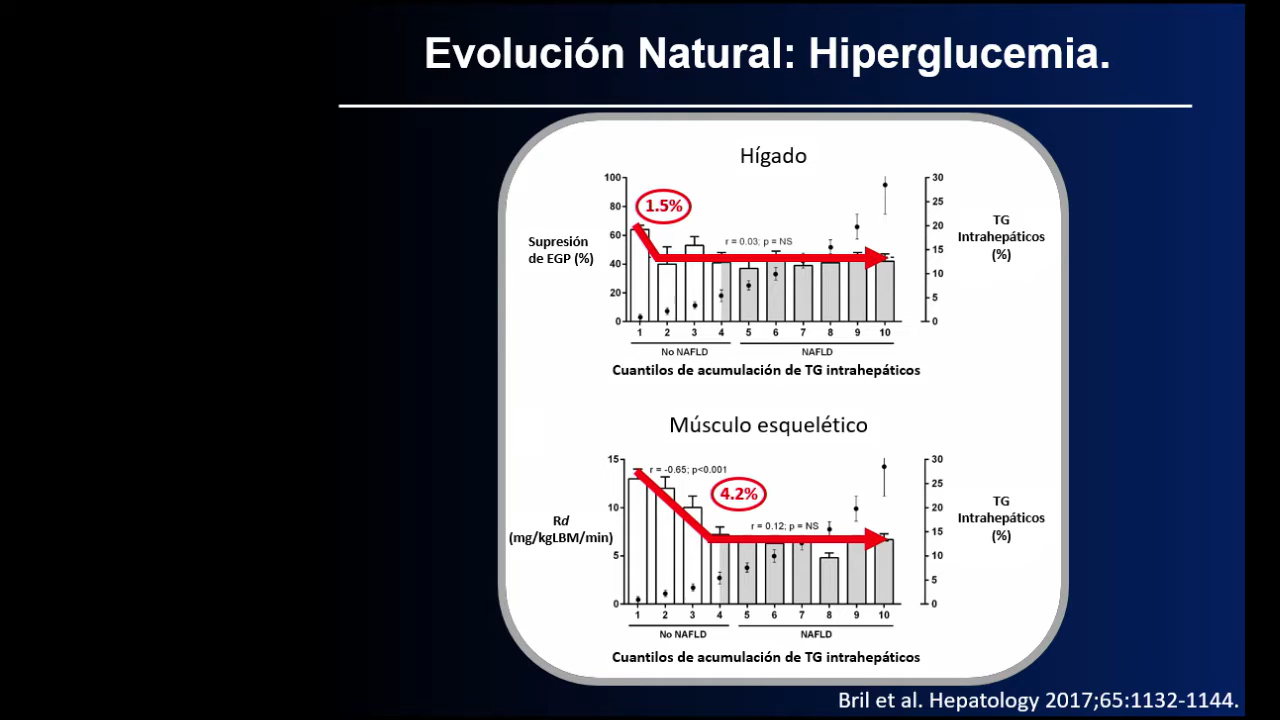 Evolución Natural: Hiperglucemia.
Hígado
Supresión
de EGP (%)
100
80
60
40
20
0
1.5%
r = 0.03; p = NS
30
25
20
15
10
5
0
TG
Intrahepáticos
(%)
1 2 3 4 5 6 7 8 9 10
No NAFLD NAFLD
Cuantilos de acumulación de TG intrahepáticos
Músculo esquelético
Rd
(mg/kgLBM/min)
15
10
5
0
r = -0.65; p<0.001
4.2%
r = 0.12; p = NS
30
25
20
15
10
5
0
TG
Intrahepáticos
(%)
1 2 3 4 5 6 7 8 9 10
No NAFLD NAFLD
Cuantilos de acumulación de TG intrahepáticos
Bril et al. Hepatology 2017;65:1132-1144.